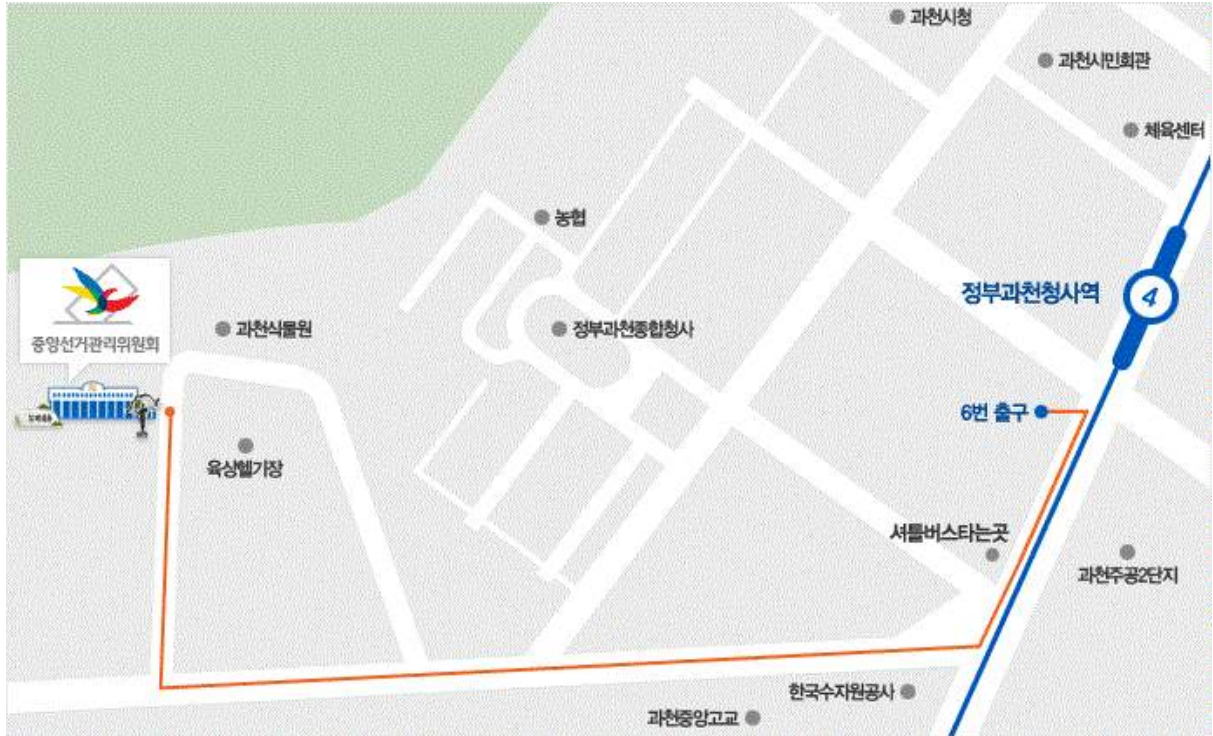 과천시청
과천시민회관
체육센터
농협
정부과천청사역
4
중앙선거관리위원회
과천식물원
정부과천종합청사
6번 출구
육상헬기장
셔틀버스타는곳
과천주공2단지
한국수자원공사
과천중앙고교